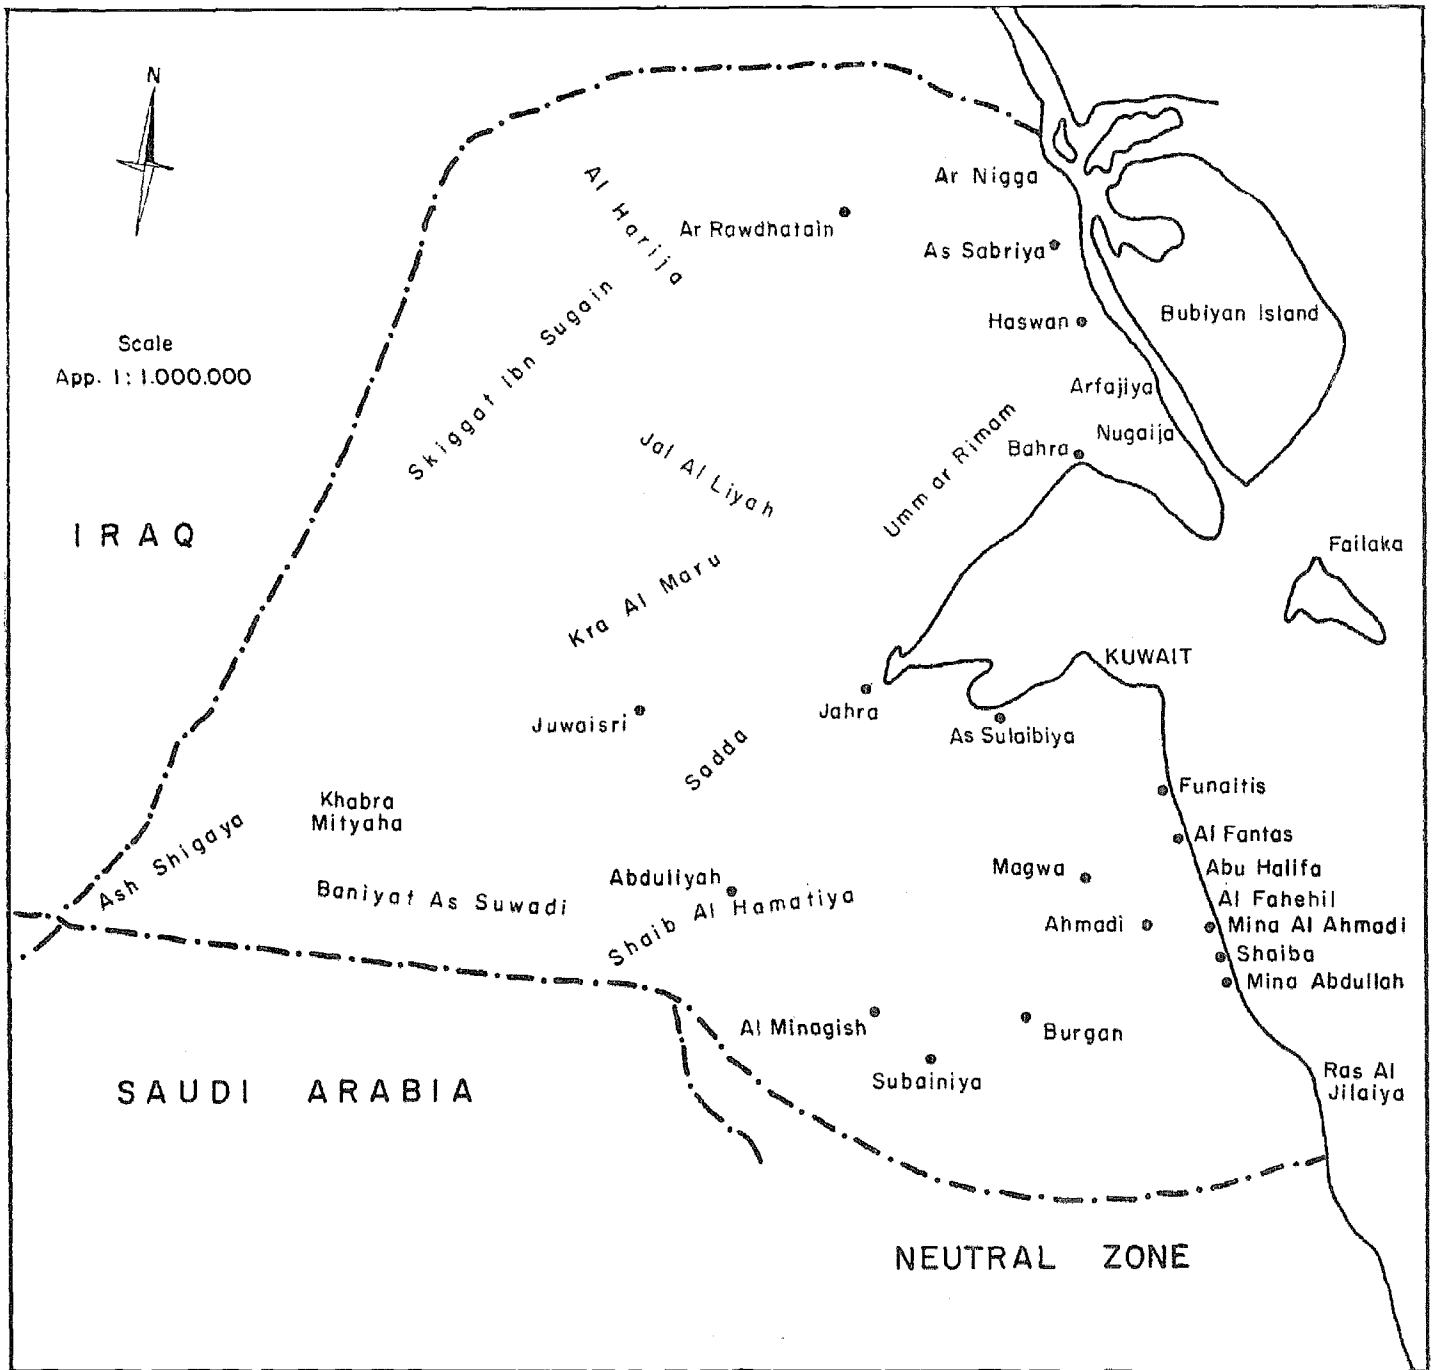 N
Al Harija
Ar Nigga
Ar Rawdhatain
As Sabriya
Skiggat ibn Sugain
Bubiyan Island
Haswan
Scale
App. 1:1.000.000
Arfajiya
Nugaija
Bahra
Umm ar Rimam
Jal Al Liyah
IRAQ
Failaka
Kra Al Maru
KUWAIT
Jahra
Juwaisri
As Sulaibiya
Sadda
Funaitis
Khabra
Mityaha
Ash Shigaya
Al Fantas
Magwa
Abu Halifa
Abduliyah
Baniyat As Suwadi
Shaib Al Hamatiya
Al Fahehil
Ahmadi
Mina Al Ahmadi
Shaiba
Mina Abdullah
Al Minagish
Burgan
Subainiya
Ras Al
Jilaiya
SAUDI ARABIA
NEUTRAL ZONE